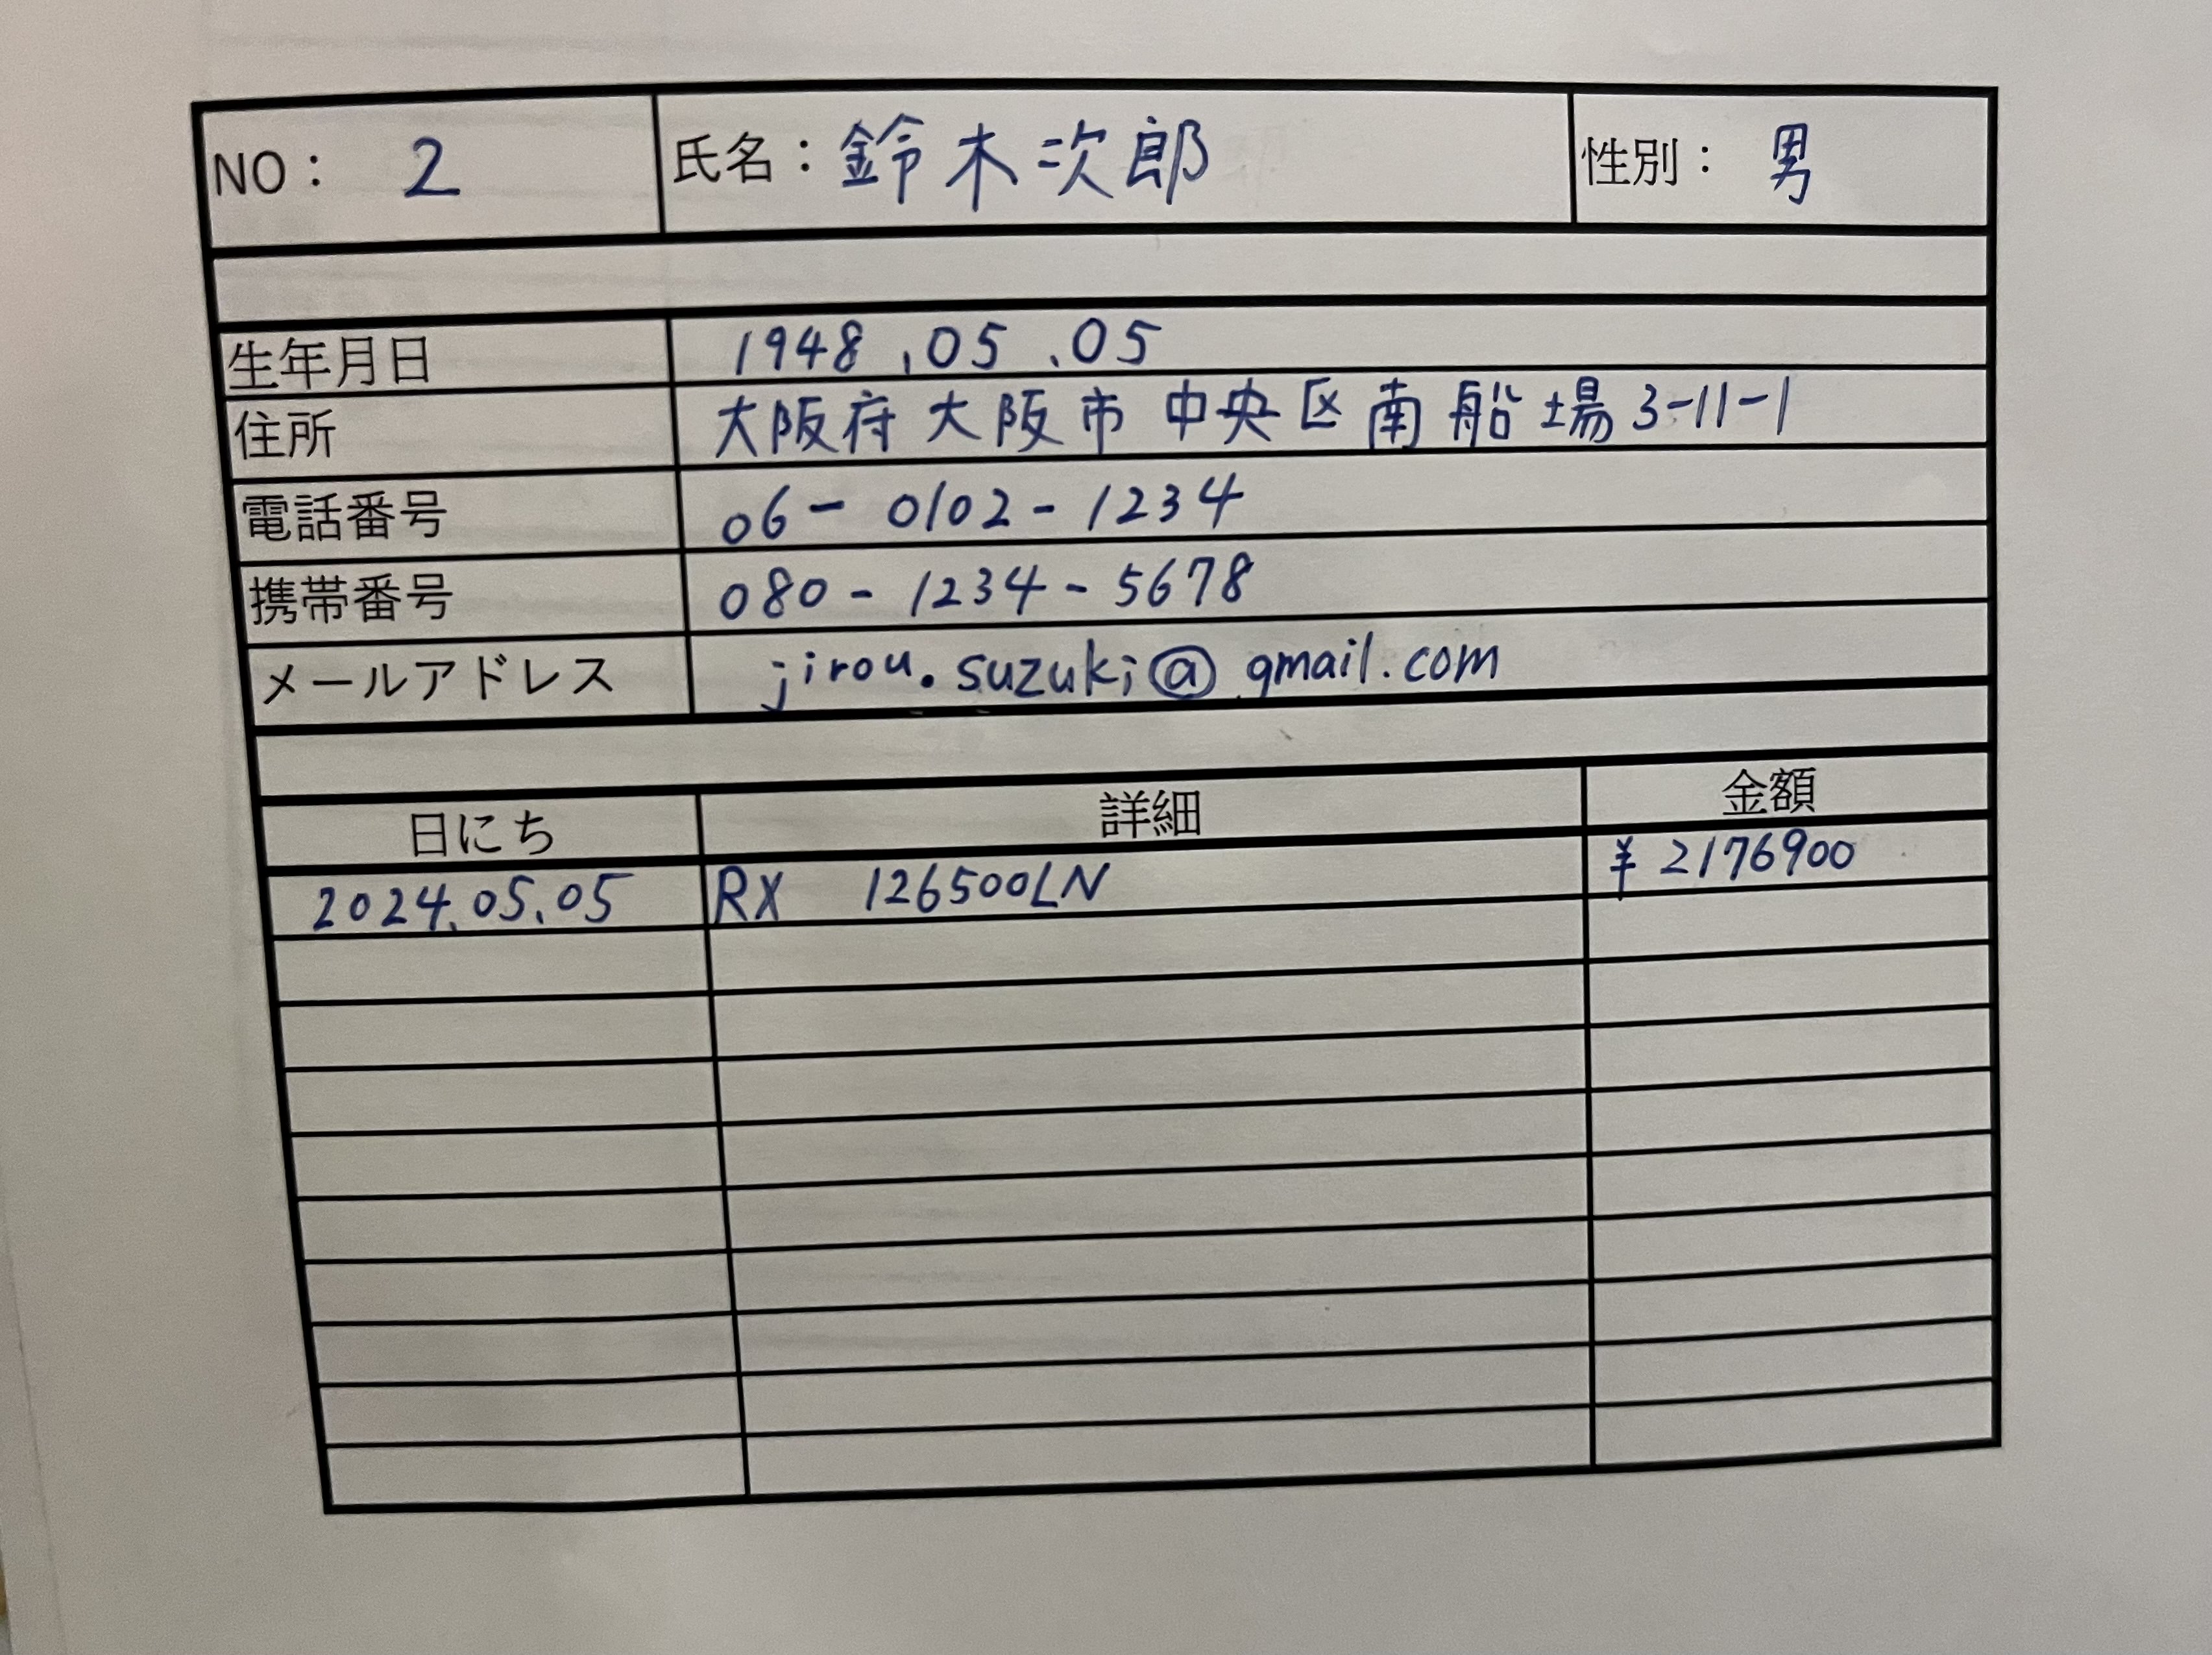 NO： 2 氏名：鈴木次郎 性別： 男
生年月日 1948.05.05
住所 大阪府大阪市中央区南船場3-11-1
電話番号 06-0102-1234
携帯番号 080-1234-5678
メールアドレス jirou.suzuki@gmail.com
日にち 詳細 金額
2024.05.05 RX 126500LN ¥2176900